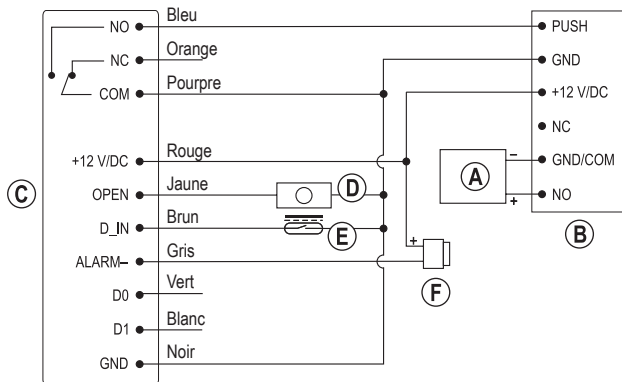 NO Bleu
NC Orange
COM Pourpre
+12 V/DC Rouge
OPEN Jaune
D_IN Brun
ALARM– Gris
D0 Vert
D1 Blanc
GND Noir
C
D
E
F
+
A
–
+
PUSH
GND
+12 V/DC
NC
GND/COM
NO
B